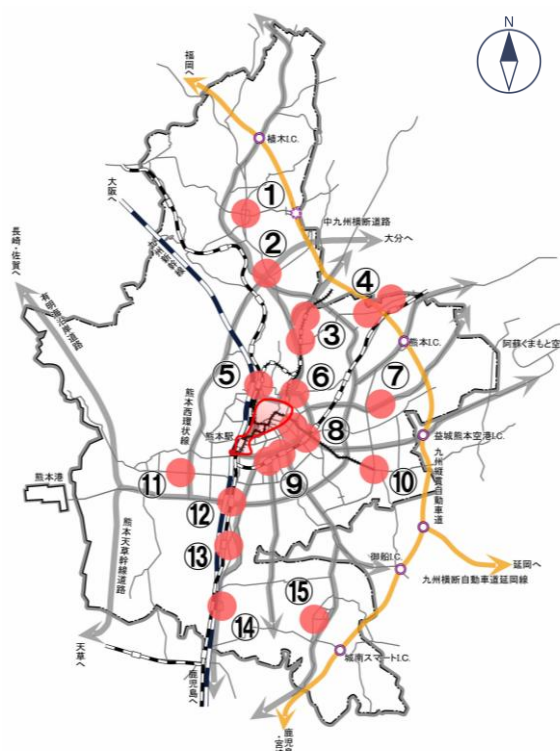 N
福岡へ
植木I.C.
大阪へ
①
中九州横断道路
大分へ
②
長崎・佐賀へ
④
③
熊本I.C.
阿蘇くまもと空
⑤
⑥
⑦
熊本西環状線
熊本駅
⑧
益城熊本空港I.C.
九州縦貫自動車道
⑨
⑩
⑪
熊本港
⑫
熊本天草幹線道路
⑬
御船I.C.
延岡へ
九州横断自動車道延岡線
⑮
⑭
天草へ
鹿児島へ
城南スマートI.C.
鹿児島
・宮崎